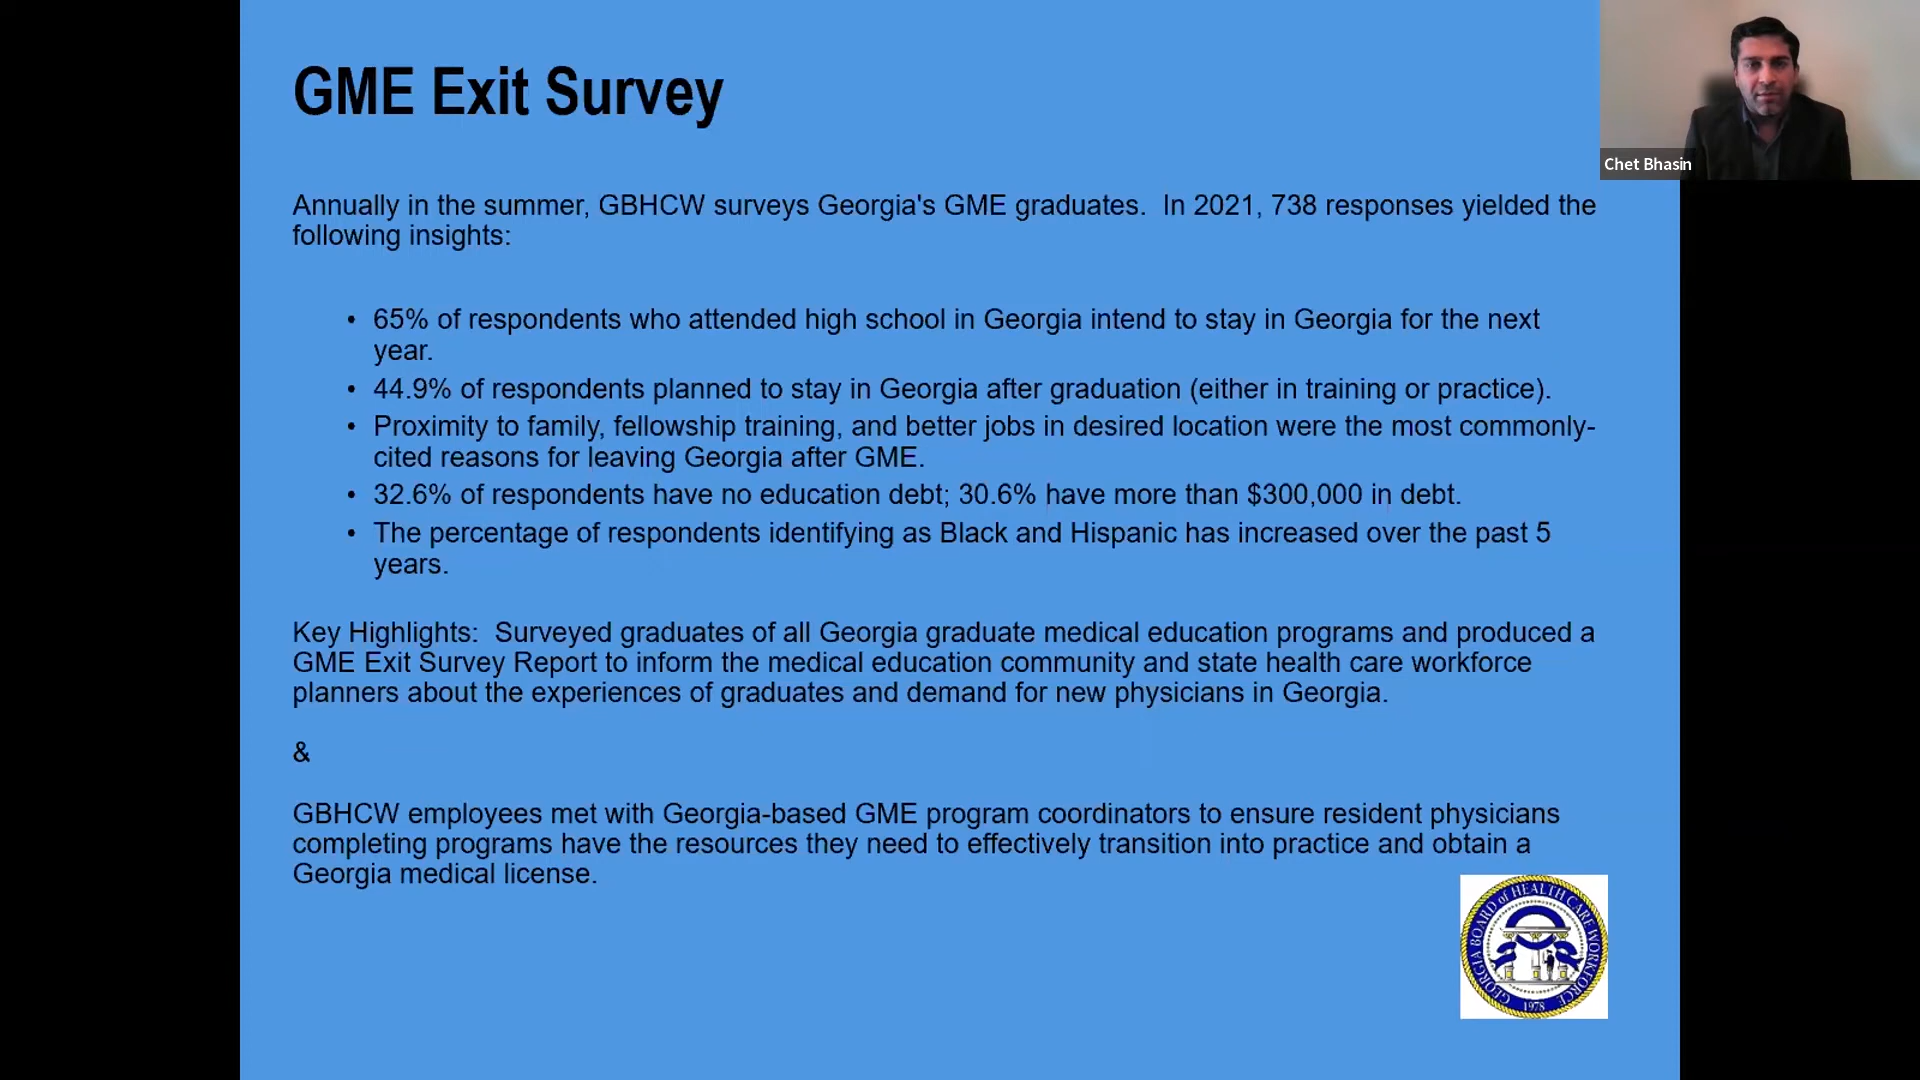 GME Exit Survey
Chet Bhasin
Annually in the summer, GBHCW surveys Georgia's GME graduates.  In 2021, 738 responses yielded the
following insights:
• 65% of respondents who attended high school in Georgia intend to stay in Georgia for the next
year.
• 44.9% of respondents planned to stay in Georgia after graduation (either in training or practice).
• Proximity to family, fellowship training, and better jobs in desired location were the most commonly-
cited reasons for leaving Georgia after GME.
• 32.6% of respondents have no education debt; 30.6% have more than $300,000 in debt.
• The percentage of respondents identifying as Black and Hispanic has increased over the past 5
years.
Key Highlights:  Surveyed graduates of all Georgia graduate medical education programs and produced a
GME Exit Survey Report to inform the medical education community and state health care workforce
planners about the experiences of graduates and demand for new physicians in Georgia.
&
GBHCW employees met with Georgia-based GME program coordinators to ensure resident physicians
completing programs have the resources they need to effectively transition into practice and obtain a
Georgia medical license.
GEORGIA BOARD of HEALTH CARE WORKFORCE
1978